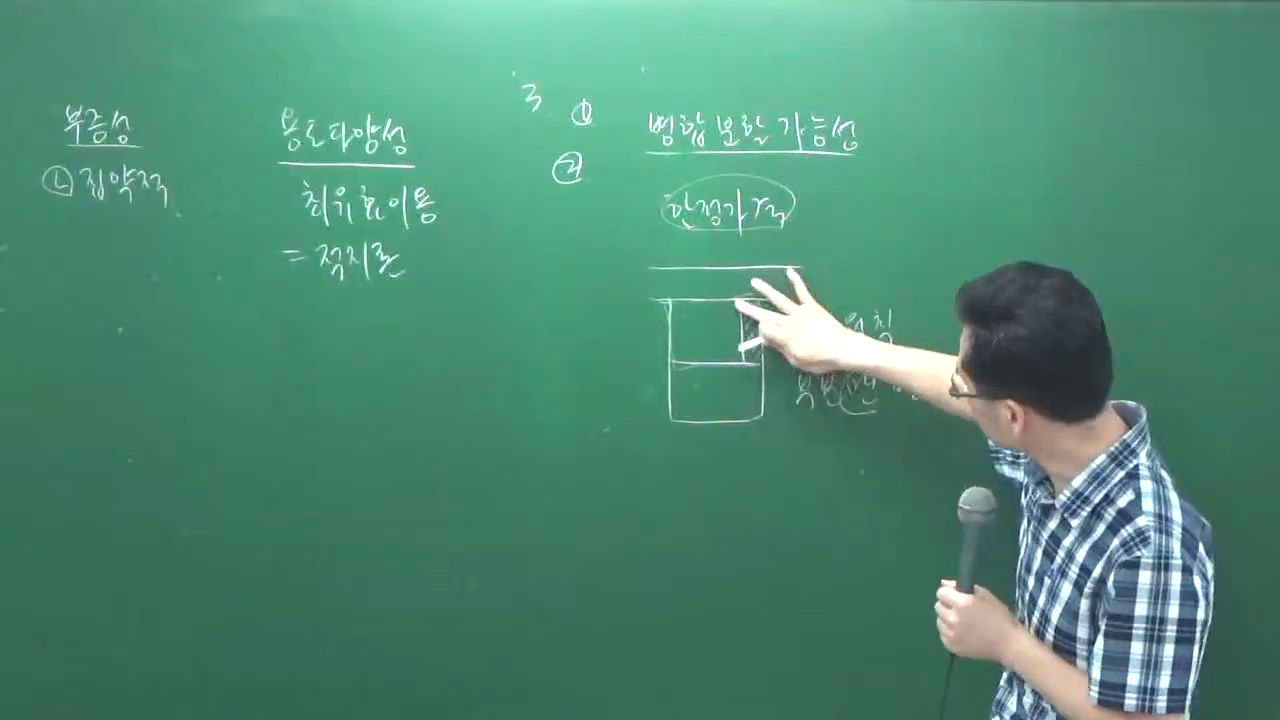 부증성
② 집약적
용도다양성
최유효이용
= 적지론
3 ①
②
병합분할가능성
한정가격